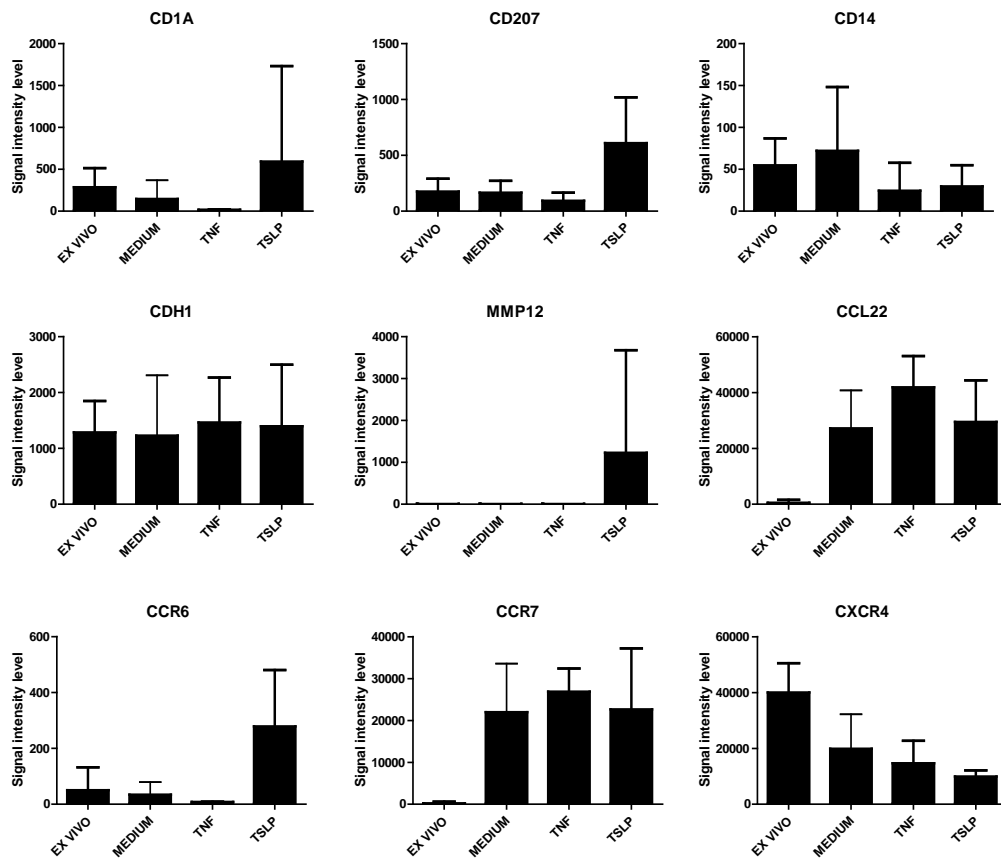 CD1A
Signal intensity level
2000
1500
1000
500
0
EX VIVO
MEDIUM
TNF
TSLP
CD207
Signal intensity level
1500
1000
500
0
EX VIVO
MEDIUM
TNF
TSLP
CD14
Signal intensity level
200
150
100
50
0
EX VIVO
MEDIUM
TNF
TSLP
CDH1
Signal intensity level
3000
2000
1000
0
EX VIVO
MEDIUM
TNF
TSLP
MMP12
Signal intensity level
4000
3000
2000
1000
0
EX VIVO
MEDIUM
TNF
TSLP
CCL22
Signal intensity level
60000
40000
20000
0
EX VIVO
MEDIUM
TNF
TSLP
CCR6
Signal intensity level
600
400
200
0
EX VIVO
MEDIUM
TNF
TSLP
CCR7
Signal intensity level
40000
30000
20000
10000
0
EX VIVO
MEDIUM
TNF
TSLP
CXCR4
Signal intensity level
60000
40000
20000
0
EX VIVO
MEDIUM
TNF
TSLP